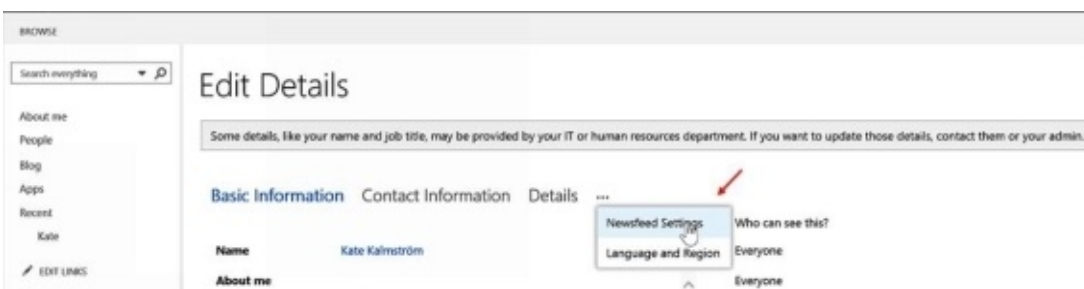 BROWSE
Search everything
About me
People
Blog
Apps
Recent
Kate
EDIT LINKS
Edit Details
Some details, like your name and job title, may be provided by your IT or human resources department. If you want to update those details, contact them or your admin.
Basic Information Contact Information Details ...
Newsfeed Settings
Language and Region
Who can see this?
Name Kate Kalmström Everyone
About me Everyone